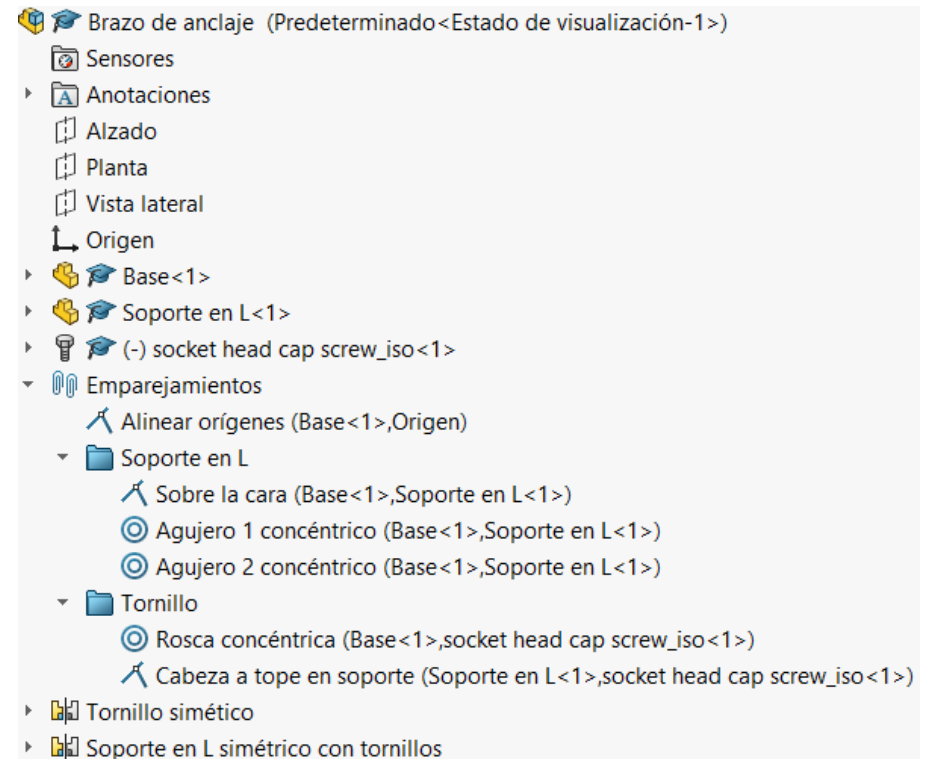 Brazo de anclaje (Predeterminado<Estado de visualización-1>)
Sensores
A Anotaciones
Alzado
Planta
Vista lateral
Origen
Base<1>
Soporte en L<1>
(-) socket head cap screw_iso<1>
Emparejamientos
Alinear orígenes (Base<1>,Origen)
Soporte en L
Sobre la cara (Base<1>,Soporte en L<1>)
Agujero 1 concéntrico (Base<1>,Soporte en L<1>)
Agujero 2 concéntrico (Base<1>,Soporte en L<1>)
Tornillo
Rosca concéntrica (Base<1>,socket head cap screw_iso<1>)
Cabeza a tope en soporte (Soporte en L<1>,socket head cap screw_iso<1>)
Tornillo simético
Soporte en L simétrico con tornillos